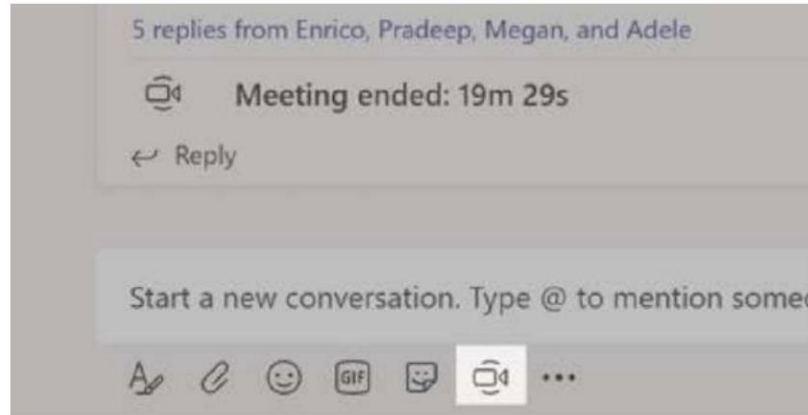 5 replies from Enrico, Pradeep, Megan, and Adele
Meeting ended: 19m 29s
Reply
Start a new conversation. Type @ to mention someo
GIF